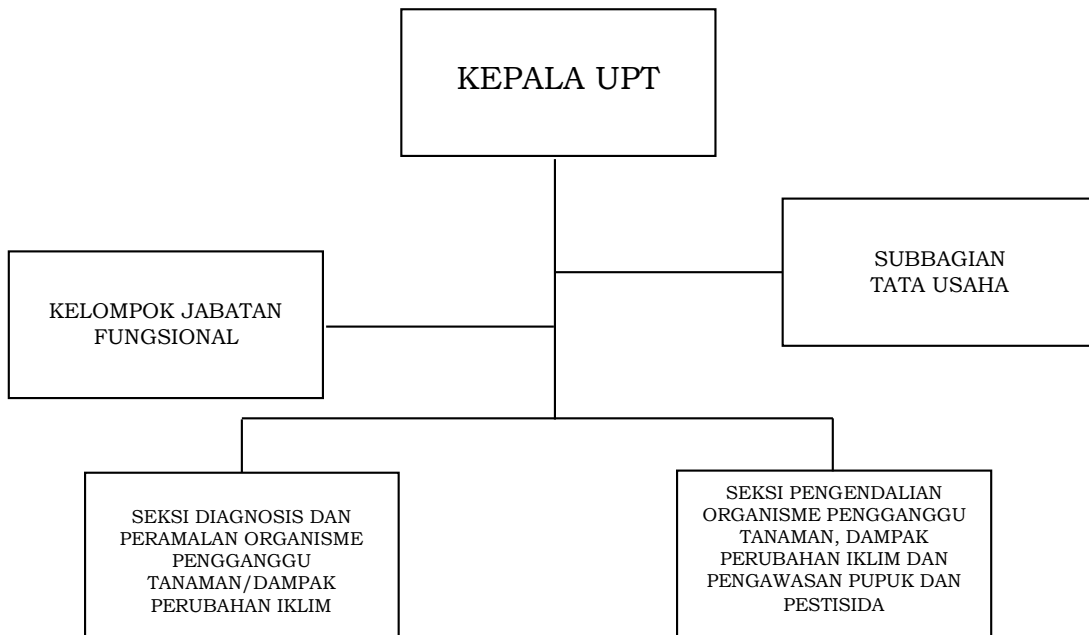 KEPALA UPT
SUBBAGIAN
TATA USAHA
KELOMPOK JABATAN
FUNGSIONAL
SEKSI DIAGNOSIS DAN
PERAMALAN ORGANISME
PENGGANGGU
TANAMAN/DAMPAK
PERUBAHAN IKLIM
SEKSI PENGENDALIAN
ORGANISME PENGGANGGU
TANAMAN, DAMPAK
PERUBAHAN IKLIM DAN
PENGAWASAN PUPUK DAN
PESTISIDA